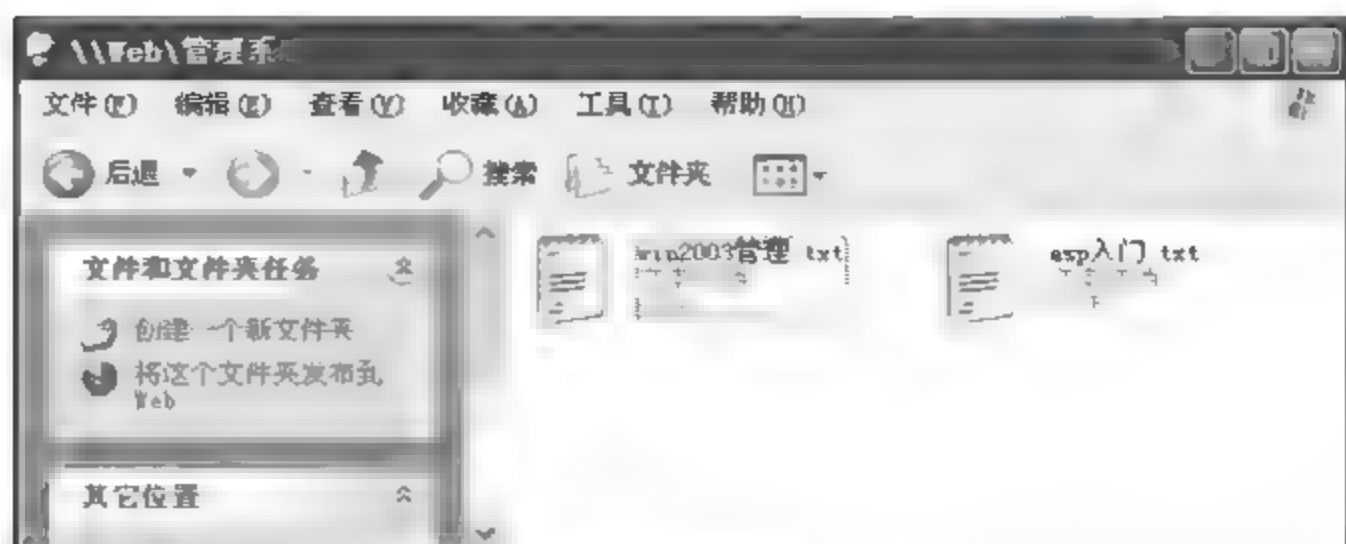 \\Web\管理系
文件(F) 编辑(E) 查看(V) 收藏(A) 工具(T) 帮助(H)
后退 搜索 文件夹
文件和文件夹任务
创建一个新文件夹
将这个文件夹发布到
Web
其它位置
win2003管理 txt
asp入门 txt